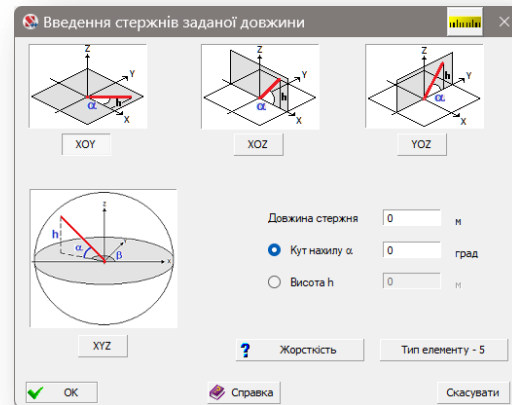 Введення стержнів заданої довжини
Z
Y
α
h
X
Z
Y
α
h
X
Z
Y
h
α
X
XOY
XOZ
YOZ
z
h
α
β
x
XYZ
Довжина стержня 0 м
Кут нахилу α 0 град
Висота h 0 м
? Жорсткість
Тип елементу - 5
OK
Справка
Скасувати